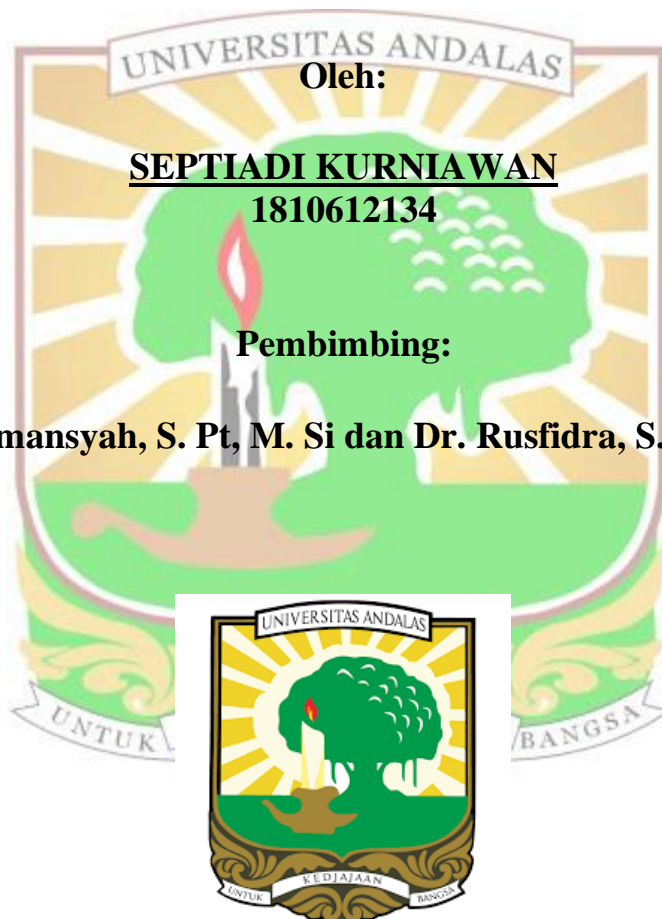 UNIVERSITAS ANDALAS
Oleh:
SEPTIADI KURNIAWAN
1810612134
Pembimbing:
mansyah, S. Pt, M. Si dan Dr. Rusfidra, S.
UNIVERSITAS ANDALAS
UNTUK BANGSA
UNTUK KEDJAJAAN BANGSA